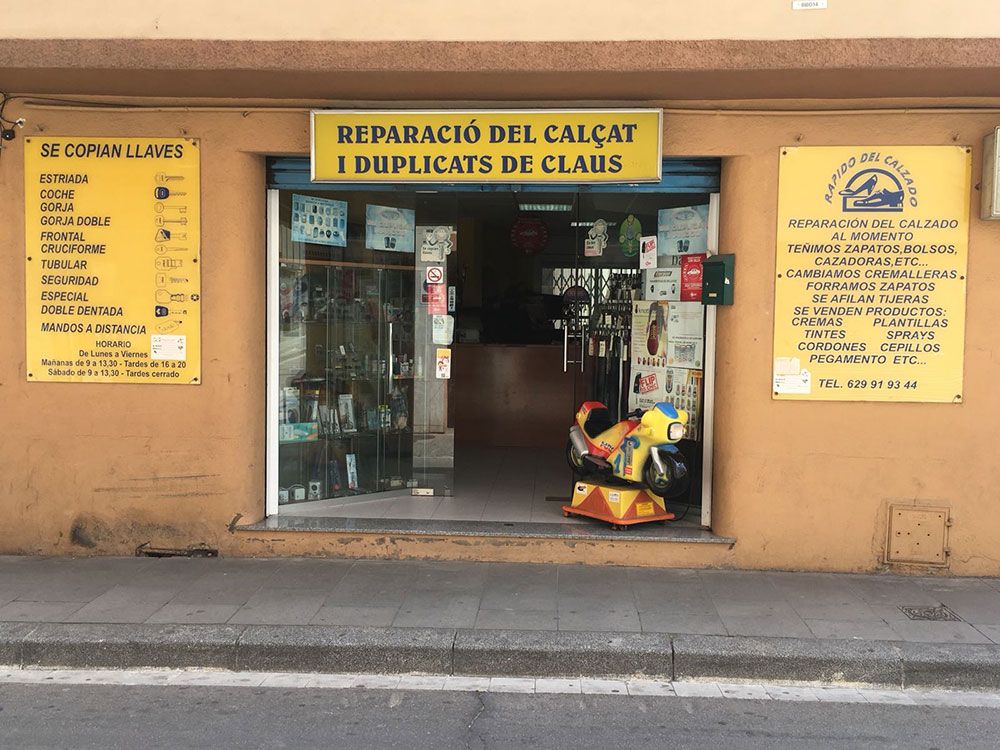 REPARACIÓ DEL CALÇAT
I DUPLICATS DE CLAUS
SE COPIAN LLAVES
ESTRIADA
COCHE
GORJA
GORJA DOBLE
FRONTAL
CRUCIFORME
TUBULAR
SEGURIDAD
ESPECIAL
DOBLE DENTADA
MANDOS A DISTANCIA
HORARIO
De Lunes a Viernes
Mañanas de 9 a 13,30 - Tardes de 16 a 20
Sábado de 9 a 13,30 - Tardes cerrado
RAPIDO DEL CALZADO
REPARACIÓN DEL CALZADO
AL MOMENTO
TEÑIMOS ZAPATOS, BOLSOS,
CAZADORAS, ETC...
CAMBIAMOS CREMALLERAS
FORRAMOS ZAPATOS
SE AFILAN TIJERAS
SE VENDEN PRODUCTOS:
CREMAS PLANTILLAS
TINTES SPRAYS
CORDONES CEPILLOS
PEGAMENTO ETC...
TEL. 629 91 93 44
FLIP